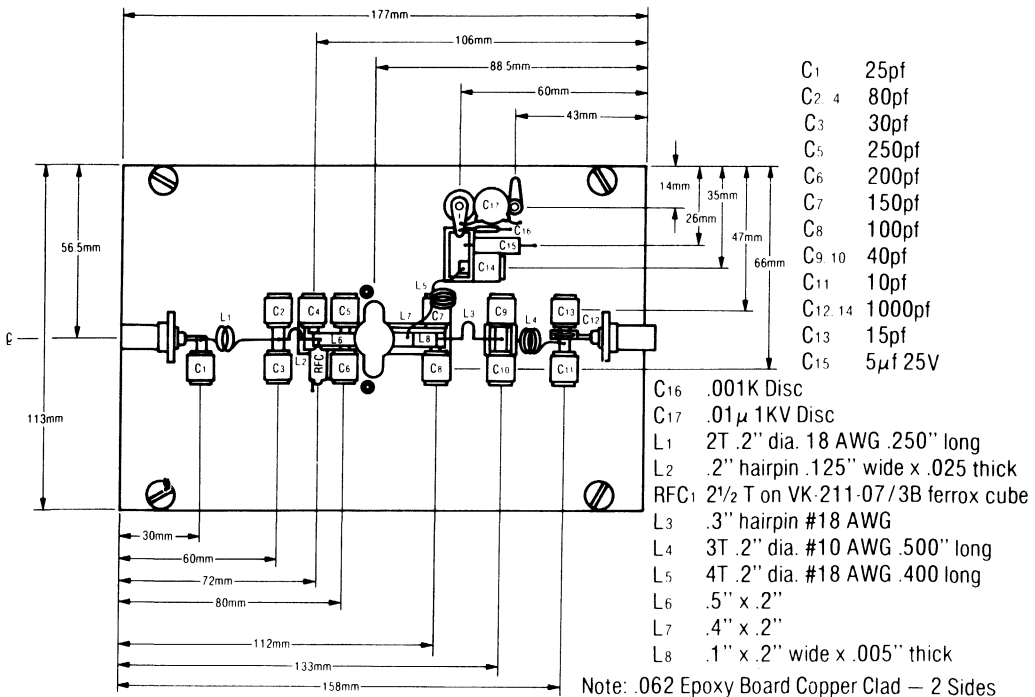 177mm
106mm
88.5mm
60mm
43mm
C1 25pf
C2. 4 80pf
C3 30pf
C5 250pf
C6 200pf
C7 150pf
C8 100pf
C9. 10 40pf
C11 10pf
C12. 14 1000pf
C13 15pf
C15 5µf 25V
C16 .001K Disc
C17 .01µ 1KV Disc
L1 2T .2" dia. 18 AWG .250" long
L2 .2" hairpin .125" wide x .025 thick
RFC1 2½ T on VK-211-07/3B ferrox cube
L3 .3" hairpin #18 AWG
L4 3T .2" dia. #10 AWG .500" long
L5 4T .2" dia. #18 AWG .400 long
L6 .5" x .2"
L7 .4" x .2"
L8 .1" x .2" wide x .005" thick
Note: .062 Epoxy Board Copper Clad — 2 Sides
14mm
35mm
26mm
47mm
66mm
56.5mm
113mm
C17
C16
C15
C14
L5
L1
C2
C4
C5
L7
C7
L3
C9
L4
C13
C12
℄
L6
L8
C1
C3
L2
RFC
C6
C8
C10
C11
30mm
60mm
72mm
80mm
112mm
133mm
158mm